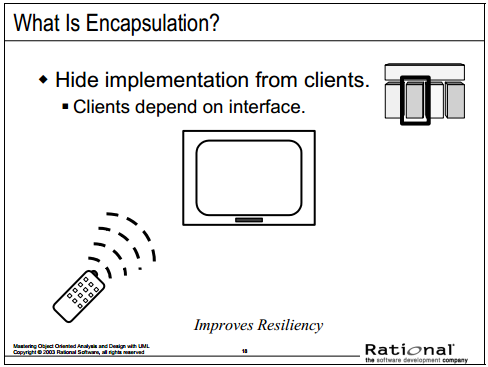 What Is Encapsulation?
Hide implementation from clients.
Clients depend on interface.
Improves Resiliency
Mastering Object Oriented Analysis and Design with UML
Copyright © 2003 Rational Software, all rights reserved
18
Rational®
the software development company